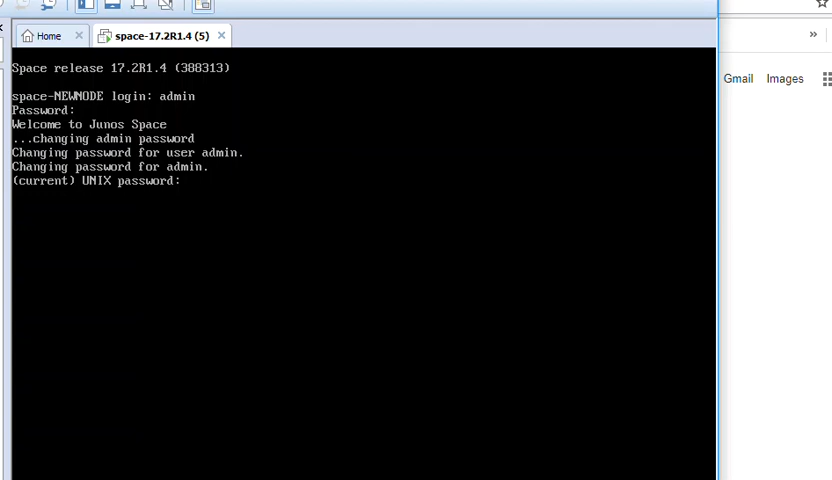 Home
space-17.2R1.4 (5)
»
Space release 17.2R1.4 (388313)
Gmail Images
space-NEWNODE login: admin
Password:
Welcome to Junos Space
...changing admin password
Changing password for user admin.
Changing password for admin.
(current) UNIX password: